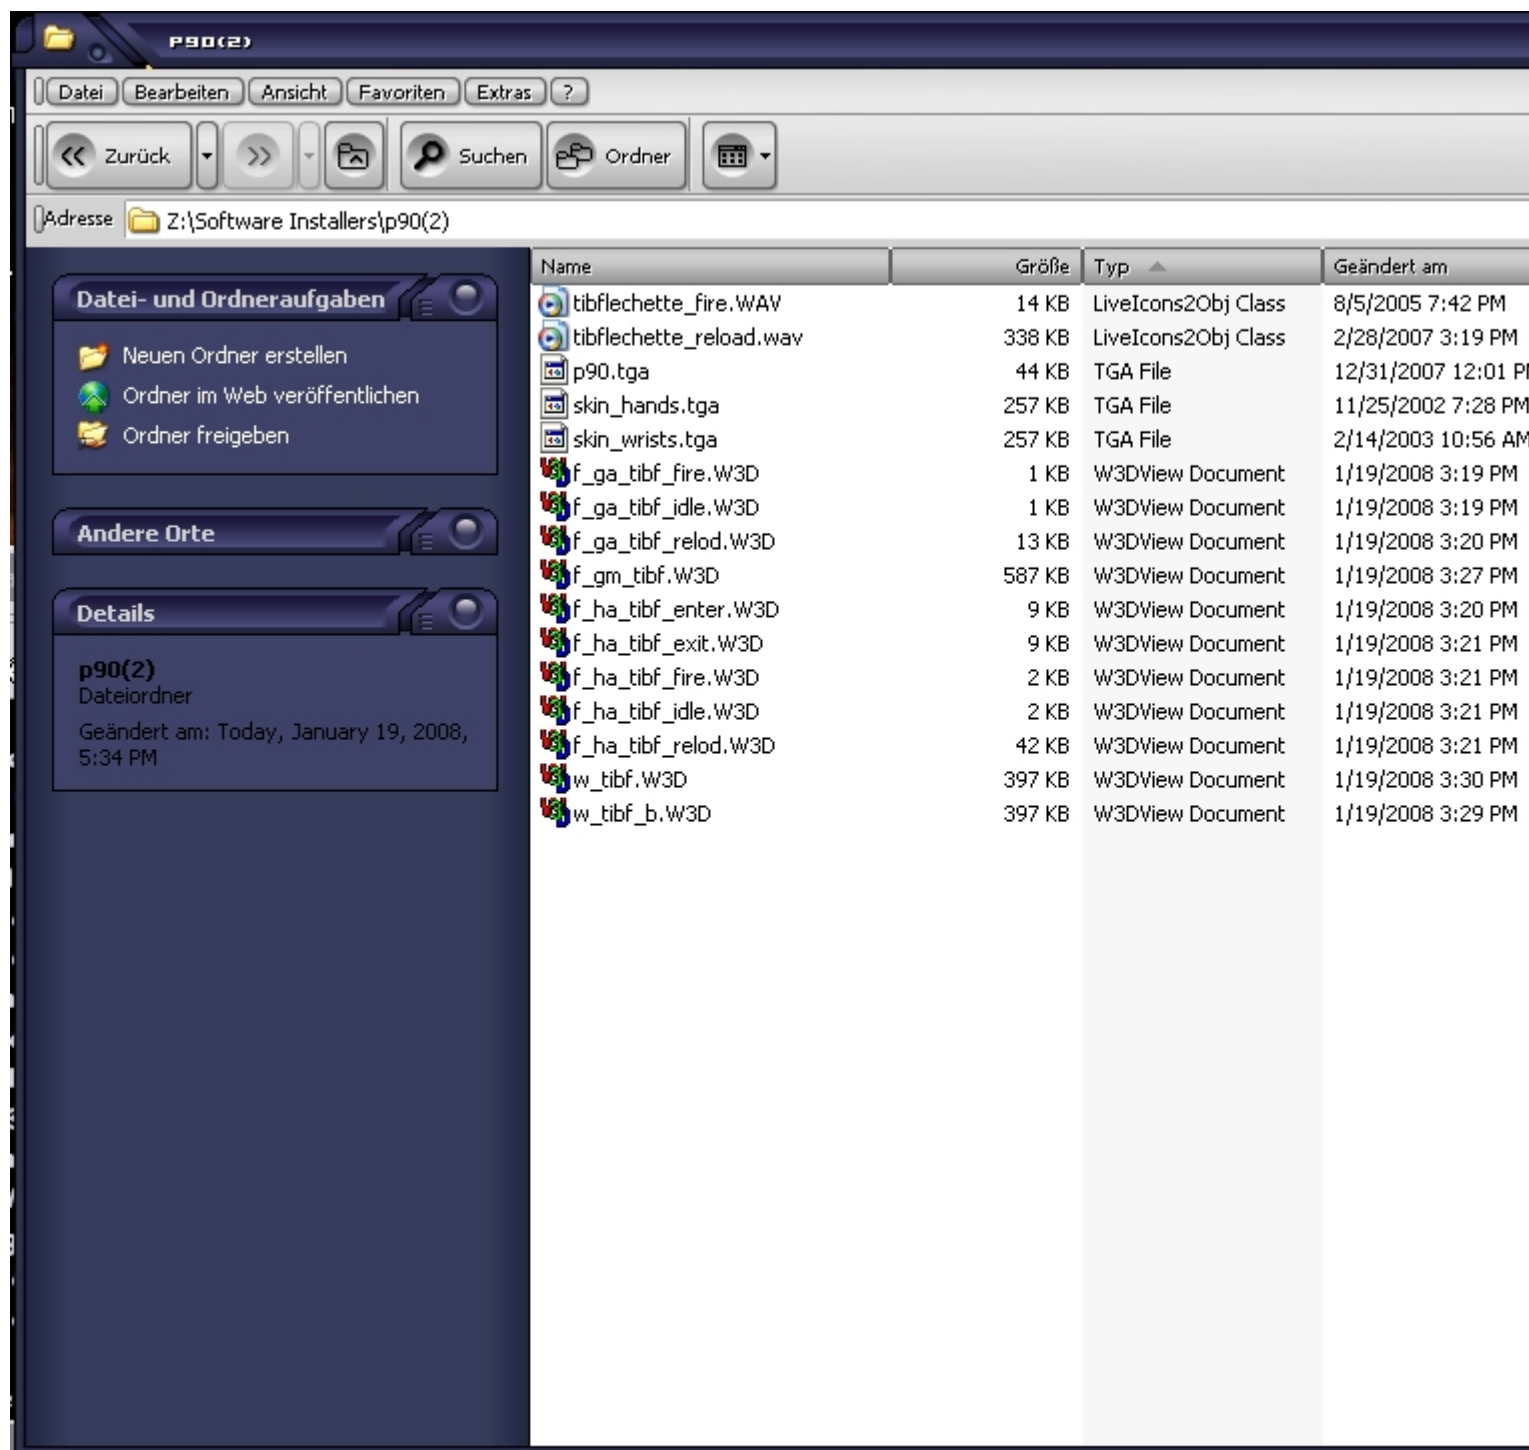 P90(2)
Datei Bearbeiten Ansicht Favoriten Extras ?
Zurück Suchen Ordner
Adresse Z:\Software Installers\p90(2)
Datei- und Ordneraufgaben
Neuen Ordner erstellen
Ordner im Web veröffentlichen
Ordner freigeben
Andere Orte
Details
p90(2)
Dateiordner
Geändert am: Today, January 19, 2008,
5:34 PM
Name Größe Typ Geändert am
tibflechette_fire.WAV 14 KB LiveIcons2Obj Class 8/5/2005 7:42 PM
tibflechette_reload.wav 338 KB LiveIcons2Obj Class 2/28/2007 3:19 PM
p90.tga 44 KB TGA File 12/31/2007 12:01 PM
skin_hands.tga 257 KB TGA File 11/25/2002 7:28 PM
skin_wrists.tga 257 KB TGA File 2/14/2003 10:56 AM
f_ga_tibf_fire.W3D 1 KB W3DView Document 1/19/2008 3:19 PM
f_ga_tibf_idle.W3D 1 KB W3DView Document 1/19/2008 3:19 PM
f_ga_tibf_relod.W3D 13 KB W3DView Document 1/19/2008 3:20 PM
f_gm_tibf.W3D 587 KB W3DView Document 1/19/2008 3:27 PM
f_ha_tibf_enter.W3D 9 KB W3DView Document 1/19/2008 3:20 PM
f_ha_tibf_exit.W3D 9 KB W3DView Document 1/19/2008 3:21 PM
f_ha_tibf_fire.W3D 2 KB W3DView Document 1/19/2008 3:21 PM
f_ha_tibf_idle.W3D 2 KB W3DView Document 1/19/2008 3:21 PM
f_ha_tibf_relod.W3D 42 KB W3DView Document 1/19/2008 3:21 PM
w_tibf.W3D 397 KB W3DView Document 1/19/2008 3:30 PM
w_tibf_b.W3D 397 KB W3DView Document 1/19/2008 3:29 PM